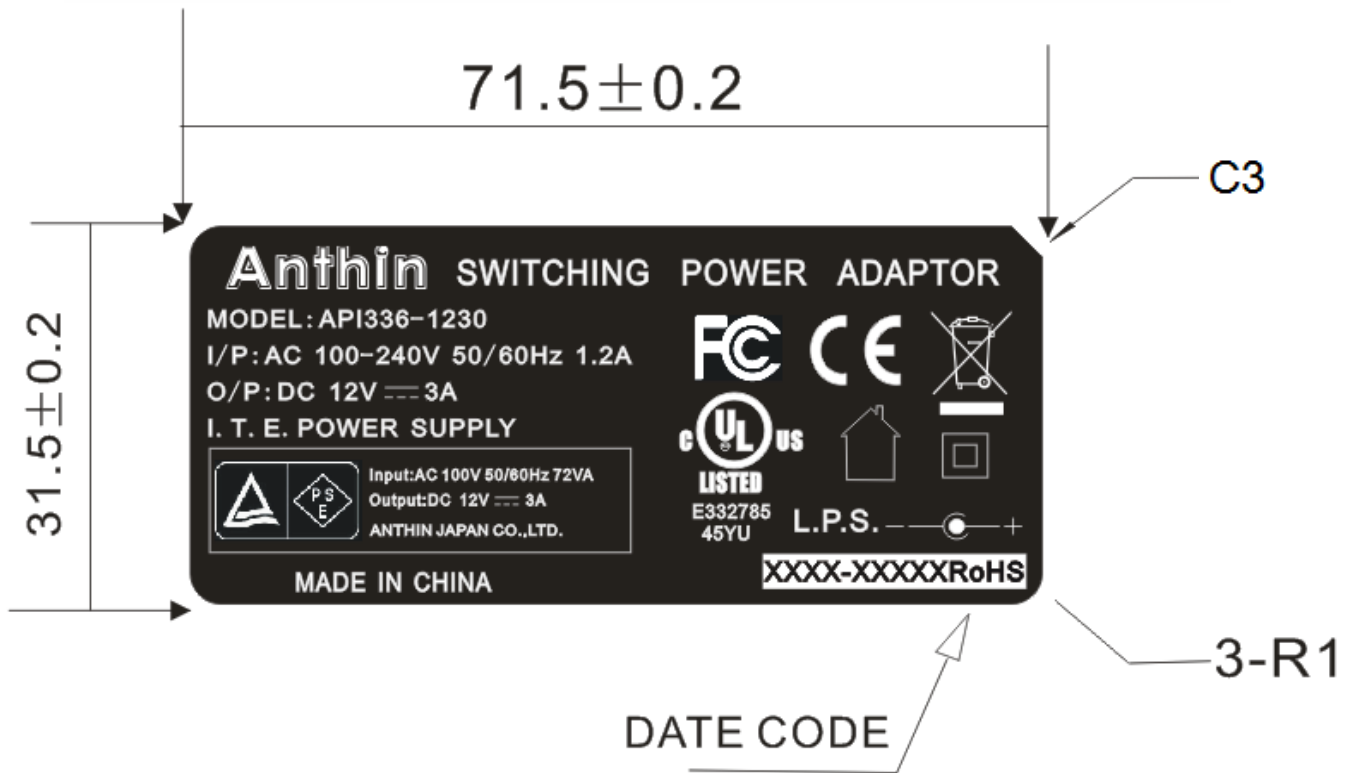 71.5±0.2
C3
31.5±0.2
Anthin SWITCHING POWER ADAPTOR
MODEL: API336-1230
I/P: AC 100-240V 50/60Hz 1.2A
O/P: DC 12V ⎓ 3A
I. T. E. POWER SUPPLY
FC
CE
C UL US
LISTED
E332785
45YU
PSE
Input:AC 100V 50/60Hz 72VA
Output:DC 12V ⎓ 3A
ANTHIN JAPAN CO.,LTD.
L.P.S. - +
MADE IN CHINA
XXXX-XXXXXRoHS
3-R1
DATE CODE